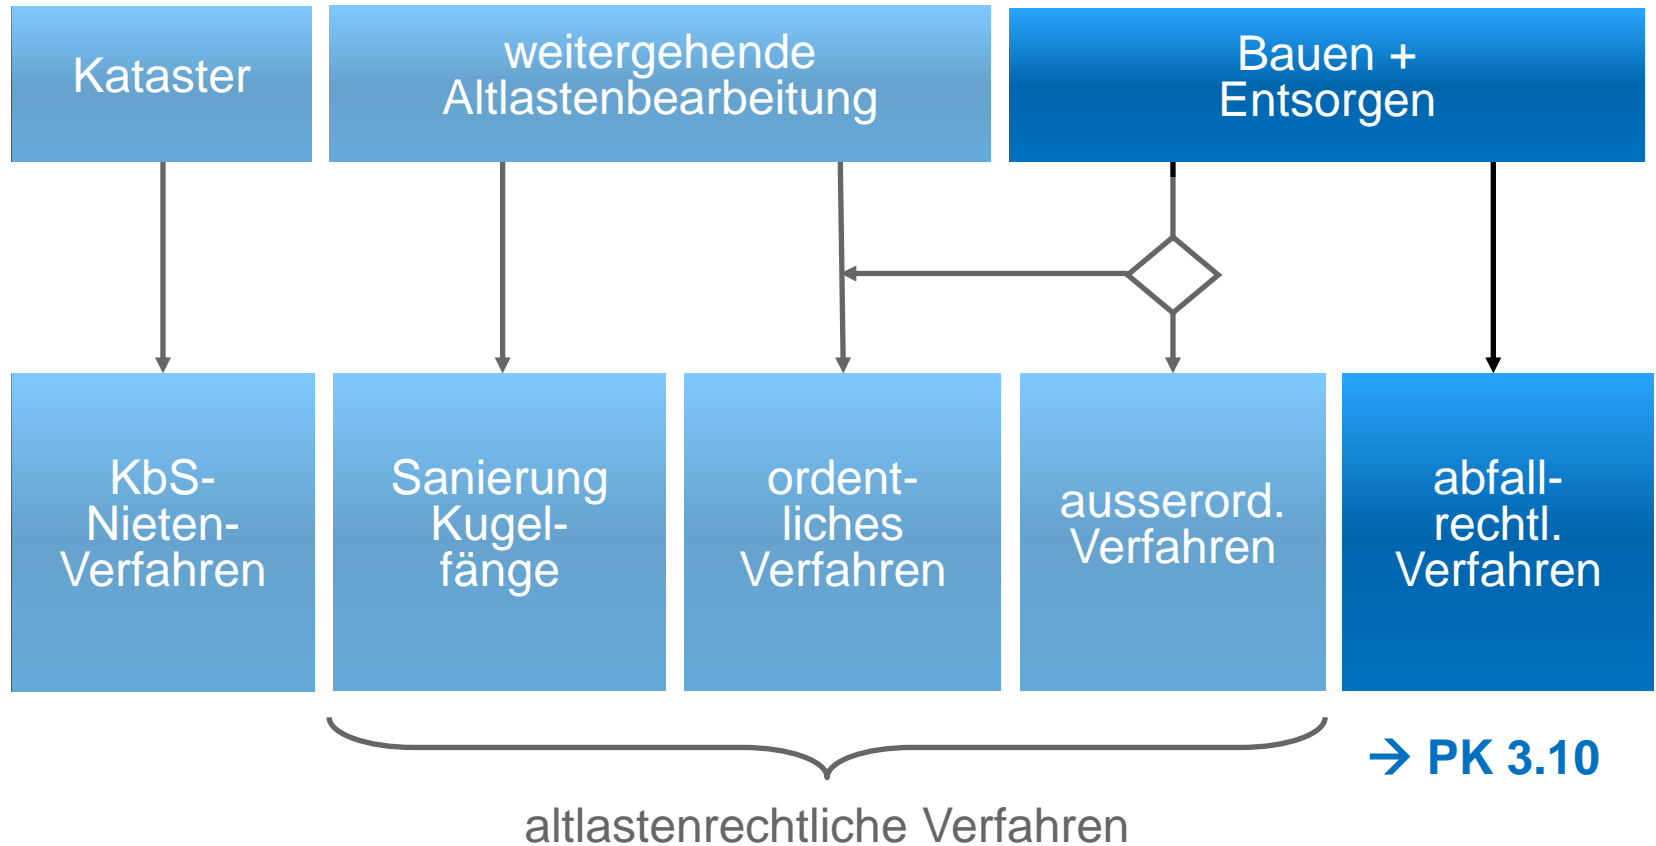 Kataster
weitergehende
Altlastenbearbeitung
Bauen +
Entsorgen
KbS-
Nieten-
Verfahren
Sanierung
Kugel-
fänge
ordent-
liches
Verfahren
ausserord.
Verfahren
abfall-
rechtl.
Verfahren
→ PK 3.10
altlastenrechtliche Verfahren